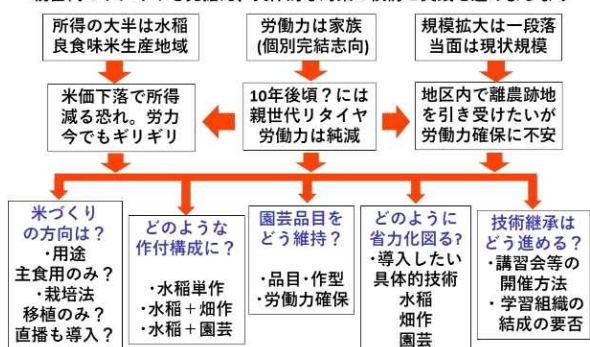 所得の大半は水稲
良食味米生産地域
労働力は家族
(個別完結志向)
規模拡大は一段落
当面は現状規模
米価下落で所得
減る恐れ。労力
今でもギリギリ
10年後頃?には
親世代リタイヤ
労働力は純減
地区内で離農跡地
を引き受けたいが
労働力確保に不安
米づくり
の方向は?
・用途
主食用のみ?
・栽培法
移植のみ?
直播も導入?
どのような
作付構成に?
・水稲単作
・水稲+畑作
・水稲+園芸
園芸品目を
どう維持?
・品目・作型
・労働力確保
どのように
省力化図る?
・導入したい
具体的技術
水稲
畑作
園芸
技術継承は
どう進める?
・講習会等の
開催方法
・学習組織の
結成の要否